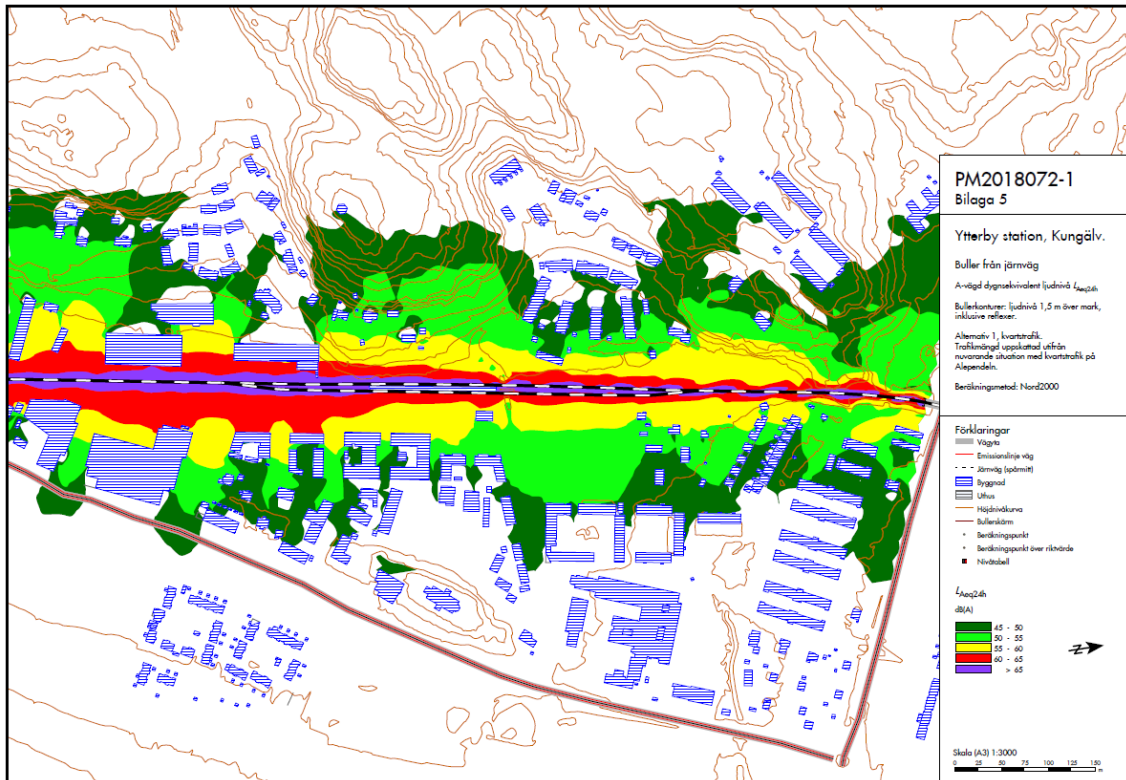 PM2018072-1
Bilaga 5
Ytterby station, Kungälv.
Buller från järnväg
A-vägd dygnsekvivalent ljudnivå LAeq24h
Bullerkonturer: ljudnivå 1,5 m över mark,
inklusive reflexer.
Alternativ 1, kvartstrafik.
Trafikmängd uppskattad utifrån
nuvarande situation med kvartstrafik på
Alependeln.
Beräkningsmetod: Nord2000
Förklaringar
Vägyta
Emissionslinje väg
Järnväg (spårmitt)
Byggnad
Uthus
Höjdnivåkurva
Bullerskärm
Beräkningspunkt
Beräkningspunkt över riktvärde
Nivåtabell
LAeq24h
dB(A)
45 - 50
50 - 55
55 - 60
60 - 65
> 65
Z
Skala (A3) 1:3000
0 25 50 75 100 125 150
m